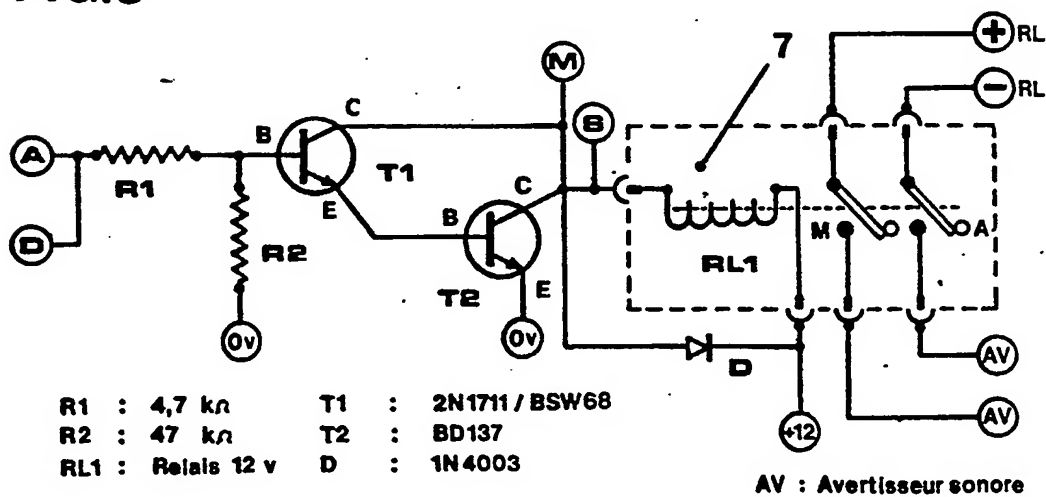 M
7
+ RL
- RL
A
B
C
R1
T1
E
B
D
R2
B
C
T2
E
RL1
M
A
0v
0v
D
+12
AV
AV
R1 : 4,7 kΩ T1 : 2N1711 / BSW68
R2 : 47 kΩ T2 : BD137
RL1 : Relais 12 v D : 1N4003
AV : Avertisseur sonore